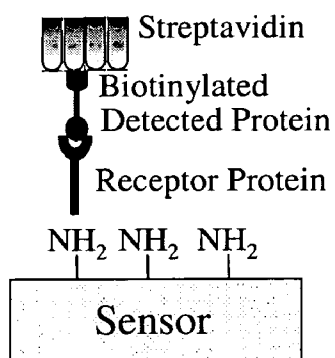 Streptavidin
Biotinylated
Detected Protein
Receptor Protein
NH2 NH2 NH2
Sensor